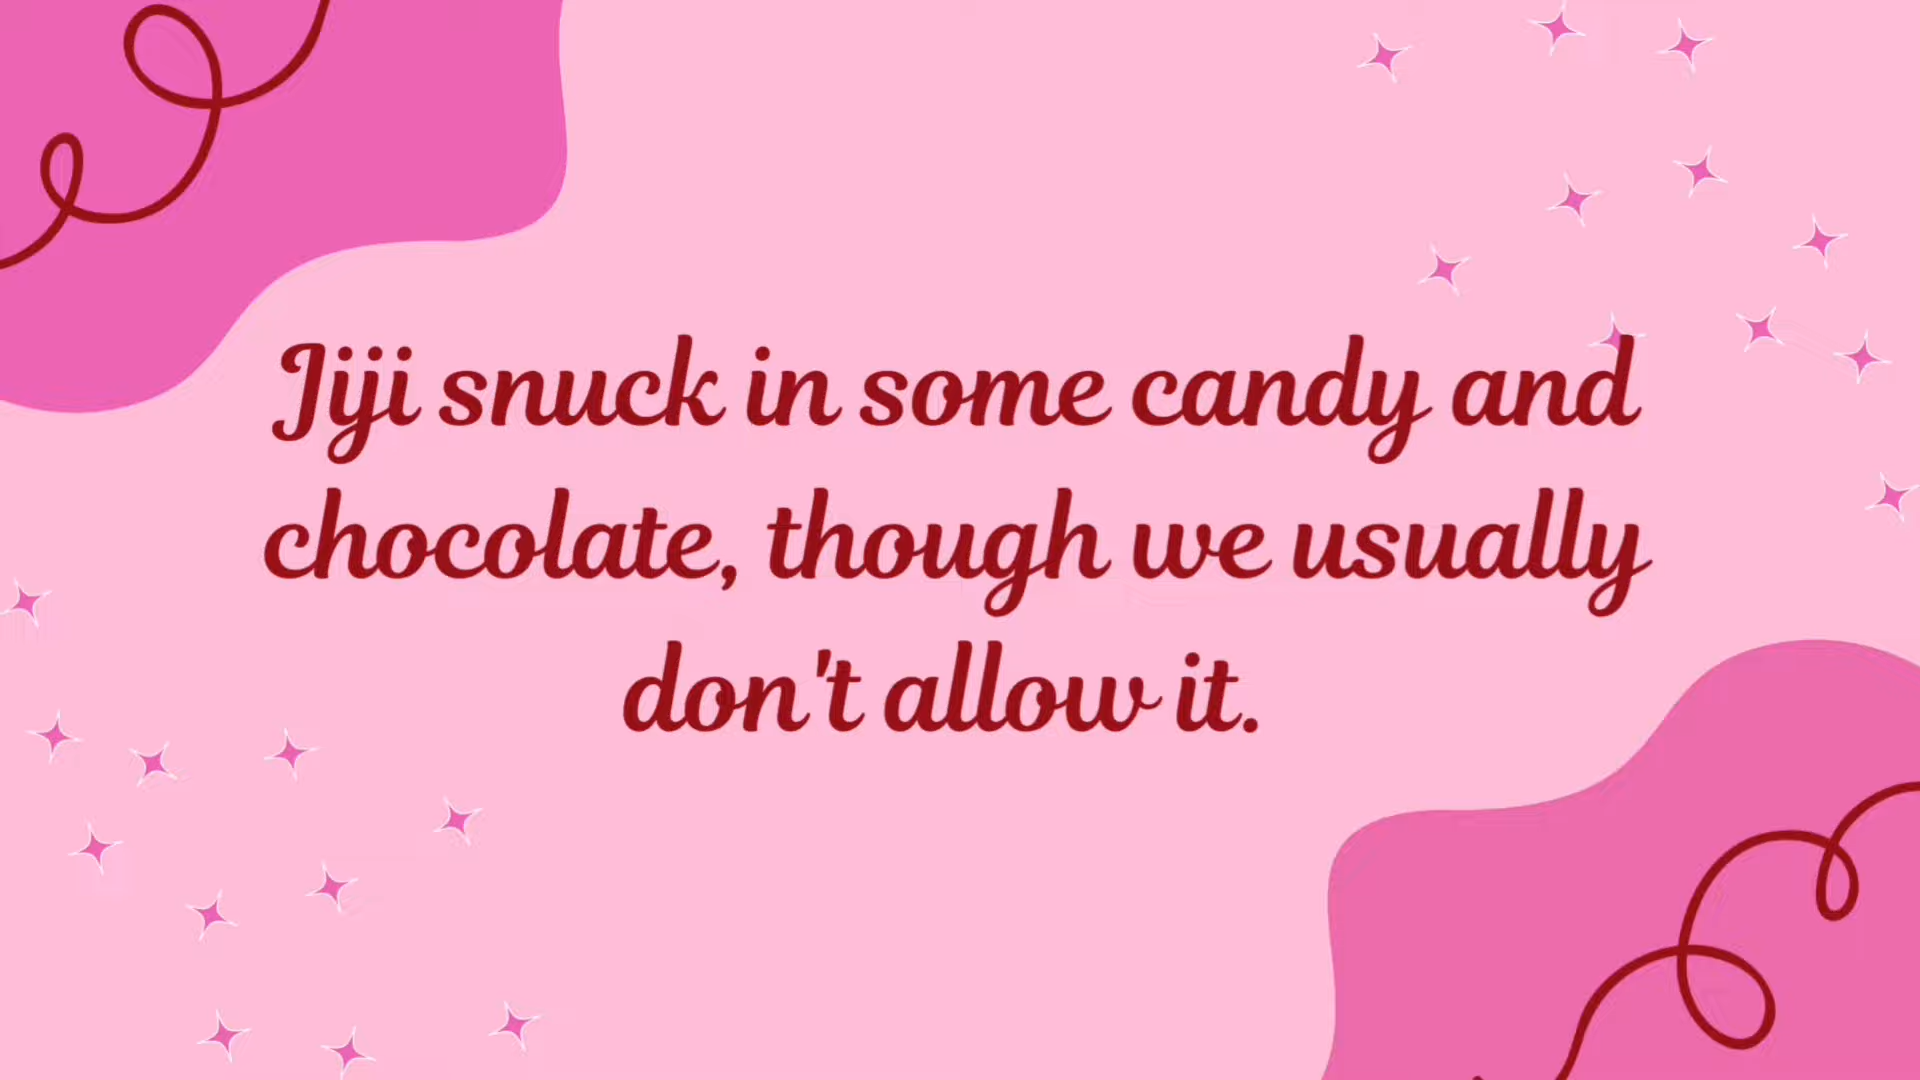 Jiji snuck in some candy and
chocolate, though we usually
don't allow it.